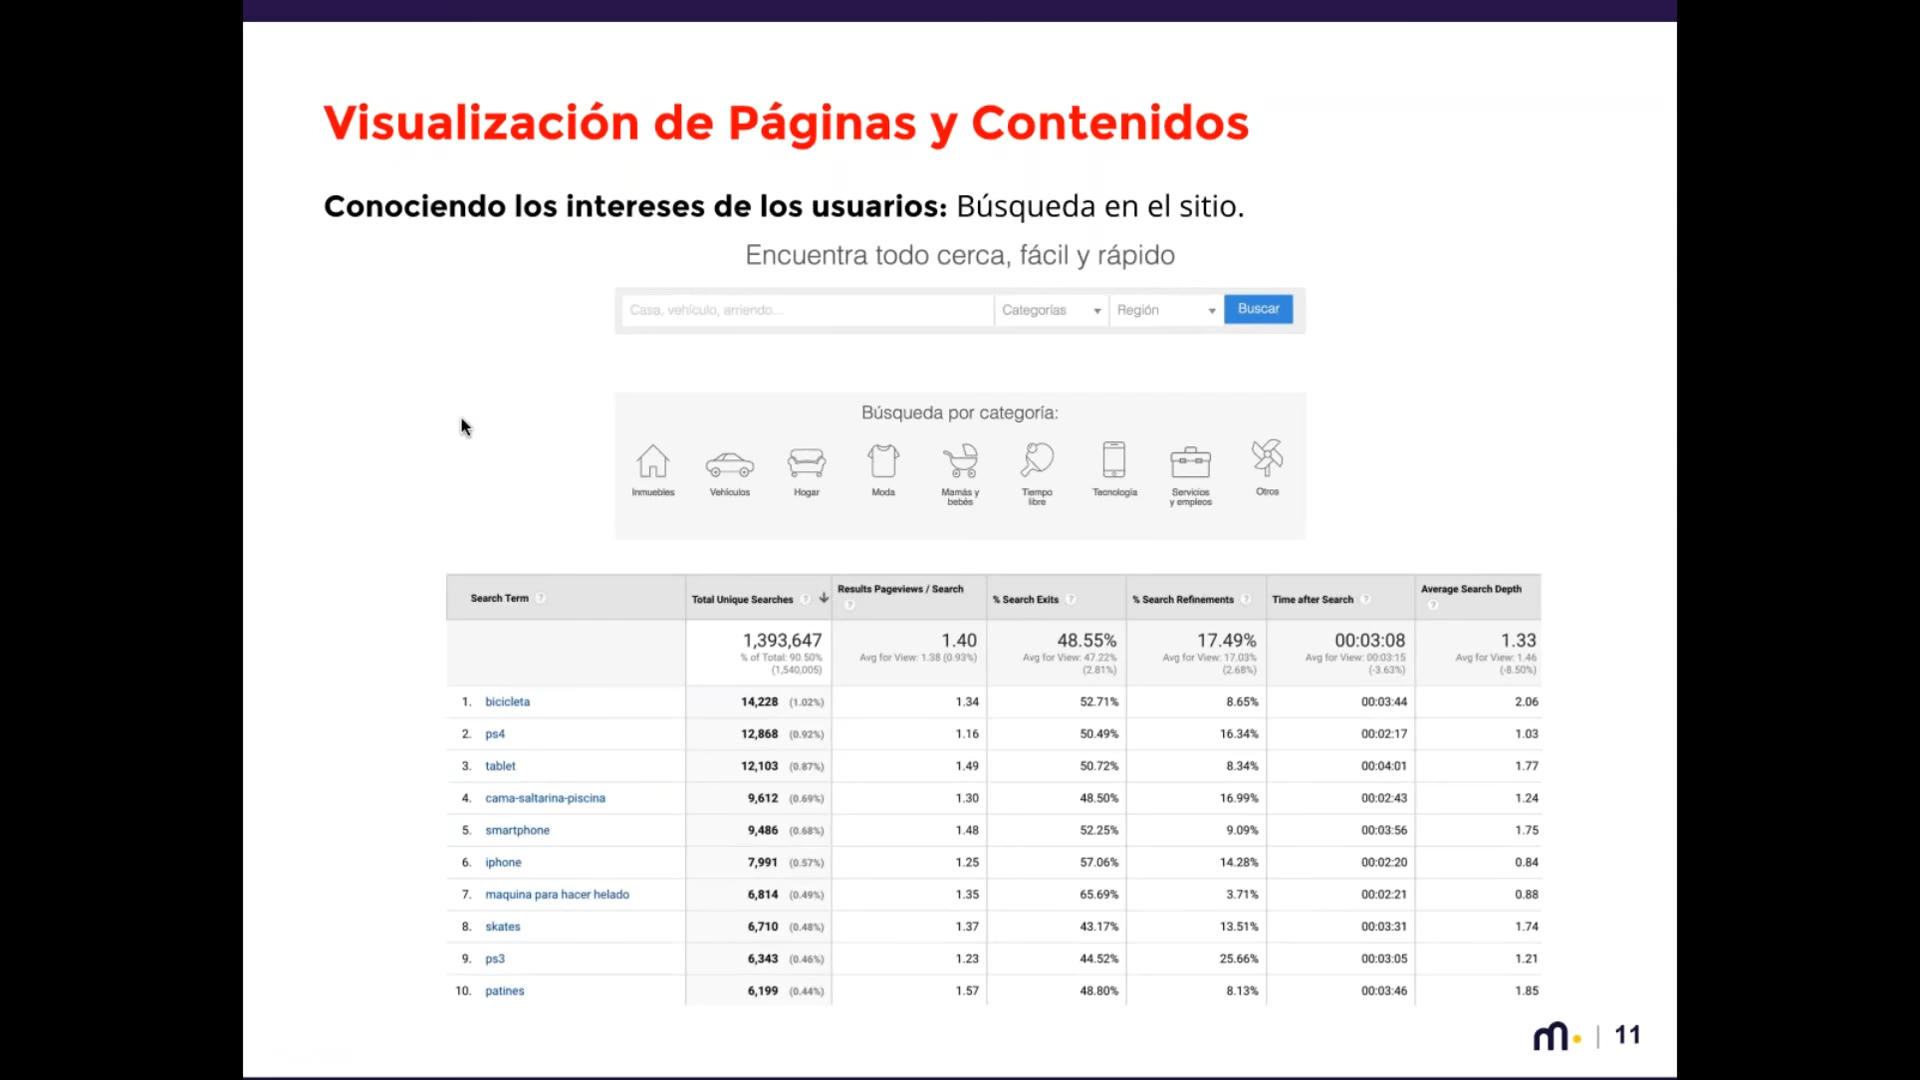 Visualización de Páginas y Contenidos
Conociendo los intereses de los usuarios: Búsqueda en el sitio.
Encuentra todo cerca, fácil y rápido
Casa, vehículo, arriendo... Categorías Región Buscar
Búsqueda por categoría:
Inmuebles Vehículos Hogar Moda Mamás y bebés Tiempo libre Tecnología Servicios y empleos Otros
Search Term ? Total Unique Searches ? Results Pageviews / Search ? % Search Exits ? % Search Refinements ? Time after Search ? Average Search Depth ?
1,393,647 1.40 48.55% 17.49% 00:03:08 1.33
% of Total: 90.50% (1,540,005) Avg for View: 1.38 (0.93%) Avg for View: 47.22% (2.81%) Avg for View: 17.03% (2.68%) Avg for View: 00:03:15 (-3.63%) Avg for View: 1.46 (-8.50%)
1. bicicleta 14,228 (1.02%) 1.34 52.71% 8.65% 00:03:44 2.06
2. ps4 12,868 (0.92%) 1.16 50.49% 16.34% 00:02:17 1.03
3. tablet 12,103 (0.87%) 1.49 50.72% 8.34% 00:04:01 1.77
4. cama-saltarina-piscina 9,612 (0.69%) 1.30 48.50% 16.99% 00:02:43 1.24
5. smartphone 9,486 (0.68%) 1.48 52.25% 9.09% 00:03:56 1.75
6. iphone 7,991 (0.57%) 1.25 57.06% 14.28% 00:02:20 0.84
7. maquina para hacer helado 6,814 (0.49%) 1.35 65.69% 3.71% 00:02:21 0.88
8. skates 6,710 (0.48%) 1.37 43.17% 13.51% 00:03:31 1.74
9. ps3 6,343 (0.46%) 1.23 44.52% 25.66% 00:03:05 1.21
10. patines 6,199 (0.44%) 1.57 48.80% 8.13% 00:03:46 1.85
m. | 11